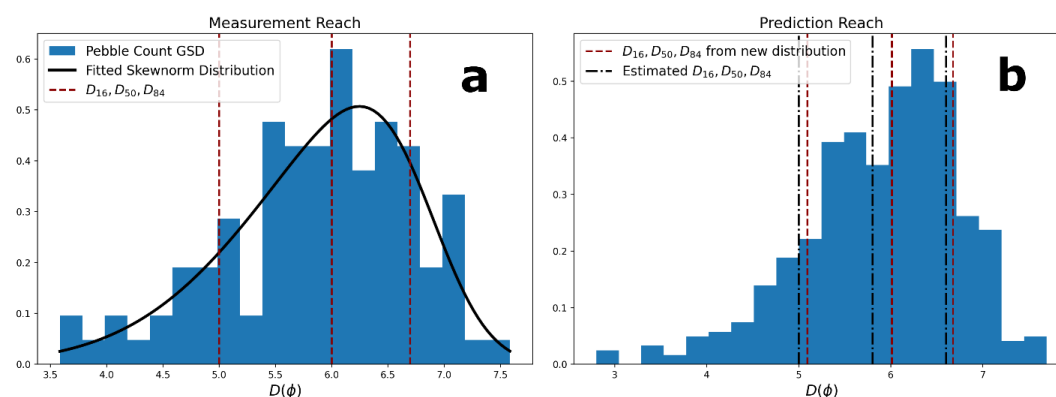 Measurement Reach
Pebble Count GSD
Fitted Skewnorm Distribution
D₁₆, D₅₀, D₈₄
a
0.6
0.5
0.4
0.3
0.2
0.1
0.0
3.5 4.0 4.5 5.0 5.5 6.0 6.5 7.0 7.5
D(ϕ)
Prediction Reach
D₁₆, D₅₀, D₈₄ from new distribution
Estimated D₁₆, D₅₀, D₈₄
b
0.5
0.4
0.3
0.2
0.1
0.0
3 4 5 6 7
D(ϕ)